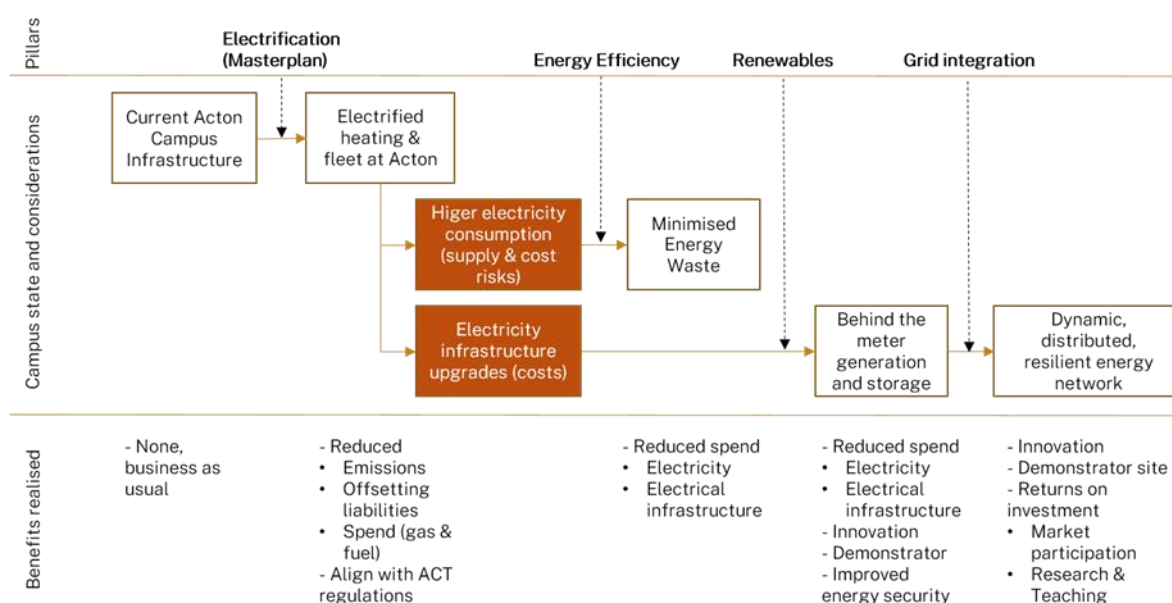 Pillars
Electrification
(Masterplan)
Energy Efficiency
Renewables
Grid integration
Campus state and considerations
Current Acton
Campus
Infrastructure
Electrified
heating &
fleet at Acton
Higer electricity
consumption
(supply & cost
risks)
Minimised
Energy
Waste
Electricity
infrastructure
upgrades (costs)
Behind the
meter
generation
and storage
Dynamic,
distributed,
resilient energy
network
Benefits realised
- None,
business as
usual
- Reduced
• Emissions
• Offsetting
liabilities
• Spend (gas &
fuel)
- Align with ACT
regulations
- Reduced spend
• Electricity
• Electrical
infrastructure
- Reduced spend
• Electricity
• Electrical
infrastructure
- Innovation
- Demonstrator
- Improved
energy security
- Innovation
- Demonstrator site
- Returns on
investment
• Market
participation
• Research &
Teaching